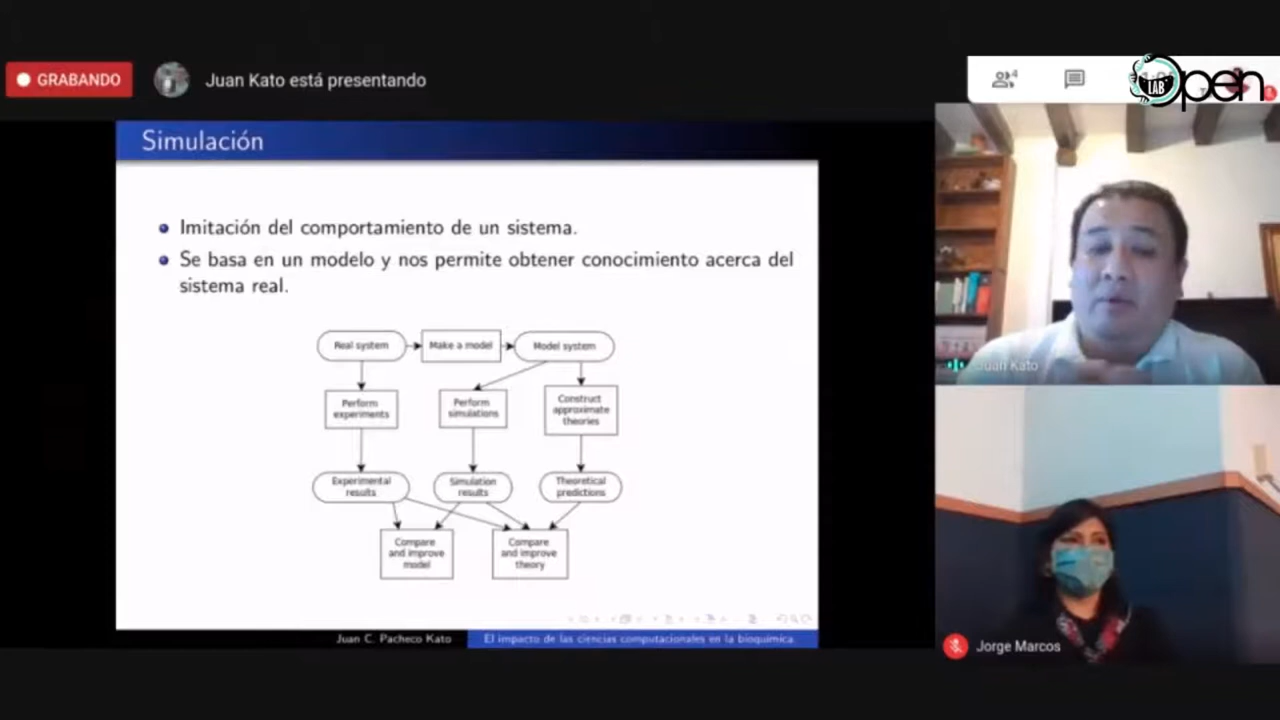 GRABANDO
Juan Kato está presentando
4
LAB
Open
Simulación
Imitación del comportamiento de un sistema.
Se basa en un modelo y nos permite obtener conocimiento acerca del
sistema real.
Real system
Make a model
Model system
Perform
experiments
Perform
simulations
Construct
approximate
theories
Experimental
results
Simulation
results
Theoretical
predictions
Compare
and improve
model
Compare
and improve
theory
Juan C. Pacheco Kato
El impacto de las ciencias computacionales en la bioquímica
Juan Kato
Jorge Marcos